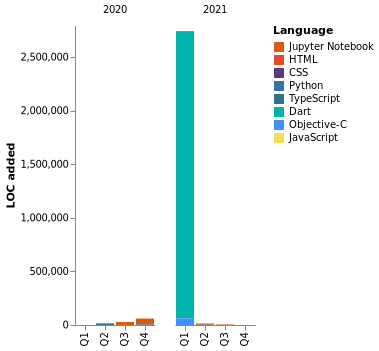 2020
2021
Language
Jupyter Notebook
HTML
CSS
Python
TypeScript
Dart
Objective-C
JavaScript
LOC added
2,500,000
2,000,000
1,500,000
1,000,000
500,000
0
Q1
Q2
Q3
Q4
Q1
Q2
Q3
Q4